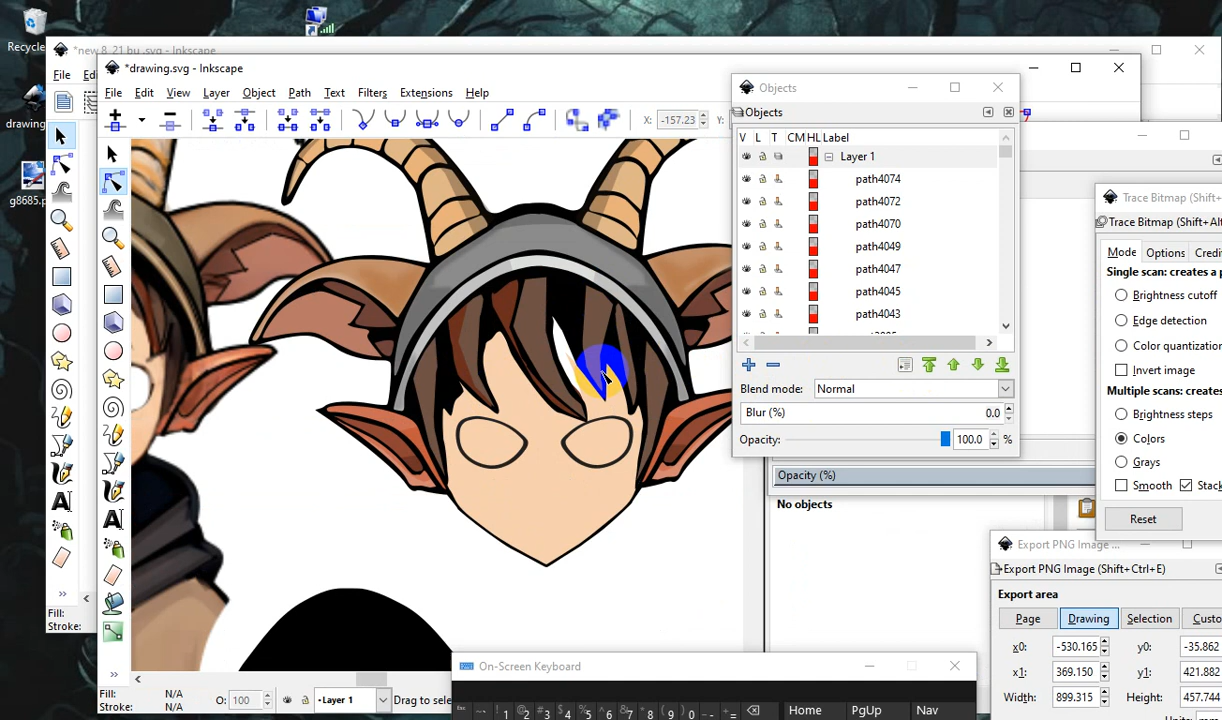 Recycle
*new 8 21 bu .svg - Inkscape
File
*drawing.svg - Inkscape
File Edit View Layer Object Path Text Filters Extensions Help
X: -157.23 Y:
drawing
g8685.p
Objects
Objects
V L T CM HL Label
Layer 1
path4074
path4072
path4070
path4049
path4047
path4045
path4043
Blend mode: Normal
Blur (%) 0.0
Opacity: 100.0 %
Opacity (%)
No objects
Trace Bitmap (Shift+
Trace Bitmap (Shift+Alt
Mode Options Credi
Single scan: creates a p
Brightness cutoff
Edge detection
Color quantization
Invert image
Multiple scans: creates
Brightness steps
Colors
Grays
Smooth Stack
Reset
Export PNG Image ...
Export PNG Image (Shift+Ctrl+E)
Export area
Page Drawing Selection Custo
x0: -530.165 y0: -35.862
x1: 369.150 y1: 421.882
Width: 899.315 Height: 457.744
Fill:
Stroke:
Fill: N/A
Stroke: N/A
O: 100
Layer 1
Drag to sele
On-Screen Keyboard
Home PgUp Nav